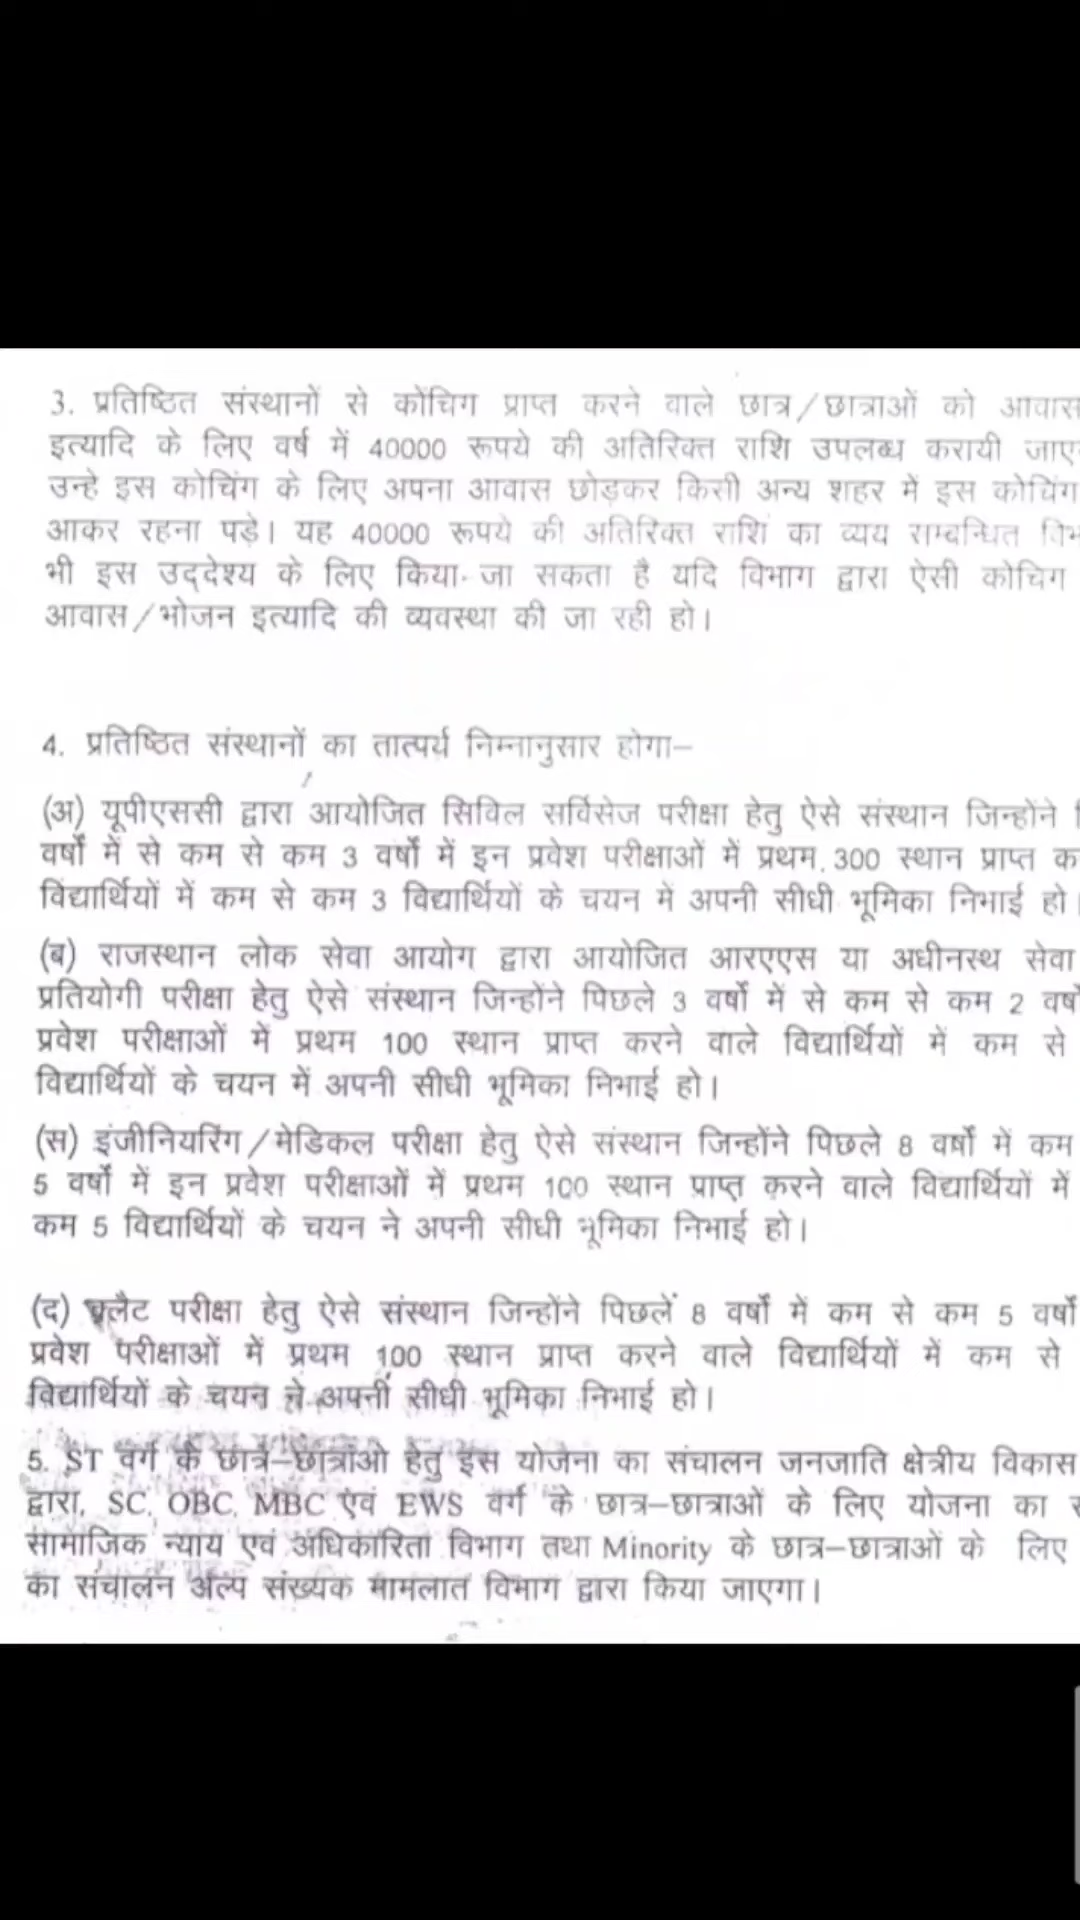 3. प्रतिष्ठित संस्थानों से कोचिंग प्राप्त करने वाले छात्र/छात्राओं को आवास
इत्यादि के लिए वर्ष में 40000 रूपये की अतिरिक्त राशि उपलब्ध करायी
उन्हे इस कोचिंग के लिए अपना आवास छोड़कर किसी अन्य शहर में इस कोचिंग
आकर रहना पड़े। यह 40000 रूपये की अतिरिक्त राशि का व्यय सम्बन्धित
भी इस उद्देश्य के लिए किया जा सकता है यदि विभाग द्वारा ऐसी कोचिंग
आवास/भोजन इत्यादि की व्यवस्था की जा रही हो।
4. प्रतिष्ठित संस्थानों का तात्पर्य निम्नानुसार होगा–
(अ) यूपीएससी द्वारा आयोजित सिविल सर्विसेज परीक्षा हेतु ऐसे संस्थान जिन्होंने
वर्षों में से कम से कम 3 वर्षों में इन प्रवेश परीक्षाओं में प्रथम 300 स्थान प्राप्त
विद्यार्थियों में कम से कम 3 विद्यार्थियों के चयन में अपनी सीधी भूमिका निभाई हो।
(ब) राजस्थान लोक सेवा आयोग द्वारा आयोजित आरएएस या अधीनस्थ सेवा
प्रतियोगी परीक्षा हेतु ऐसे संस्थान जिन्होंने पिछले 3 वर्षो में से कम से कम 2
प्रवेश परीक्षाओं में प्रथम 100 स्थान प्राप्त करने वाले विद्यार्थियों में कम से
विद्यार्थियों के चयन में अपनी सीधी भूमिका निभाई हो।
(स) इंजीनियरिंग/मेडिकल परीक्षा हेतु ऐसे संस्थान जिन्होंने पिछले 8 वर्षों में कम
5 वर्षों में इन प्रवेश परीक्षाओं में प्रथम 100 स्थान प्राप्त करने वाले विद्यार्थियों में
कम 5 विद्यार्थियों के चयन ने अपनी सीधी भूमिका निभाई हो।
(द) क्लैट परीक्षा हेतु ऐसे संस्थान जिन्होंने पिछलें 8 वर्षों में कम से कम 5 वर्षों
प्रवेश परीक्षाओं में प्रथम 100 स्थान प्राप्त करने वाले विद्यार्थियों में कम से
विद्यार्थियों के चयन ने अपनी सीधी भूमिका निभाई हो।
5. ST वर्ग के छात्र–छात्राओ हेतु इस योजना का संचालन जनजाति क्षेत्रीय विकास
द्वारा, SC, OBC, MBC एंव EWS वर्ग के छात्र–छात्राओं के लिए योजना का
सामाजिक न्याय एवं अधिकारिता विभाग तथा Minority के छात्र–छात्राओं के लिए
का संचालन अल्प संख्यक मामलात विभाग द्वारा किया जाएगा।